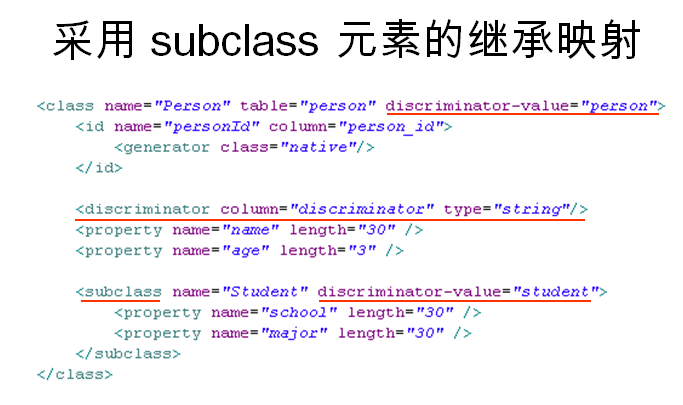 采用 subclass 元素的继承映射
<class name="Person" table="person" discriminator-value="person">
<id name="personId" column="person_id">
<generator class="native"/>
</id>
<discriminator column="discriminator" type="string"/>
<property name="name" length="30" />
<property name="age" length="3" />
<subclass name="Student" discriminator-value="student">
<property name="school" length="30" />
<property name="major" length="30" />
</subclass>
</class>